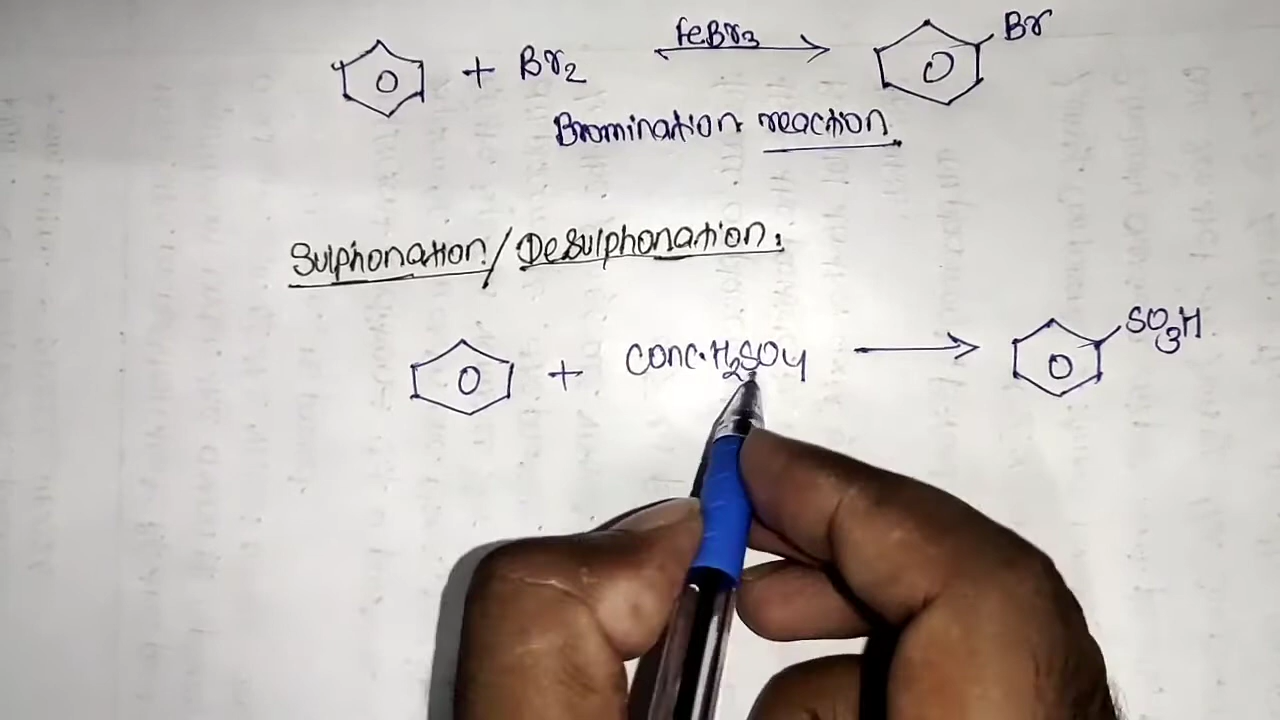 + Br2 FeBr3 Br
Bromination reaction.
Sulphonation/Desulphonation:
+ conc.H2SO4 SO3H